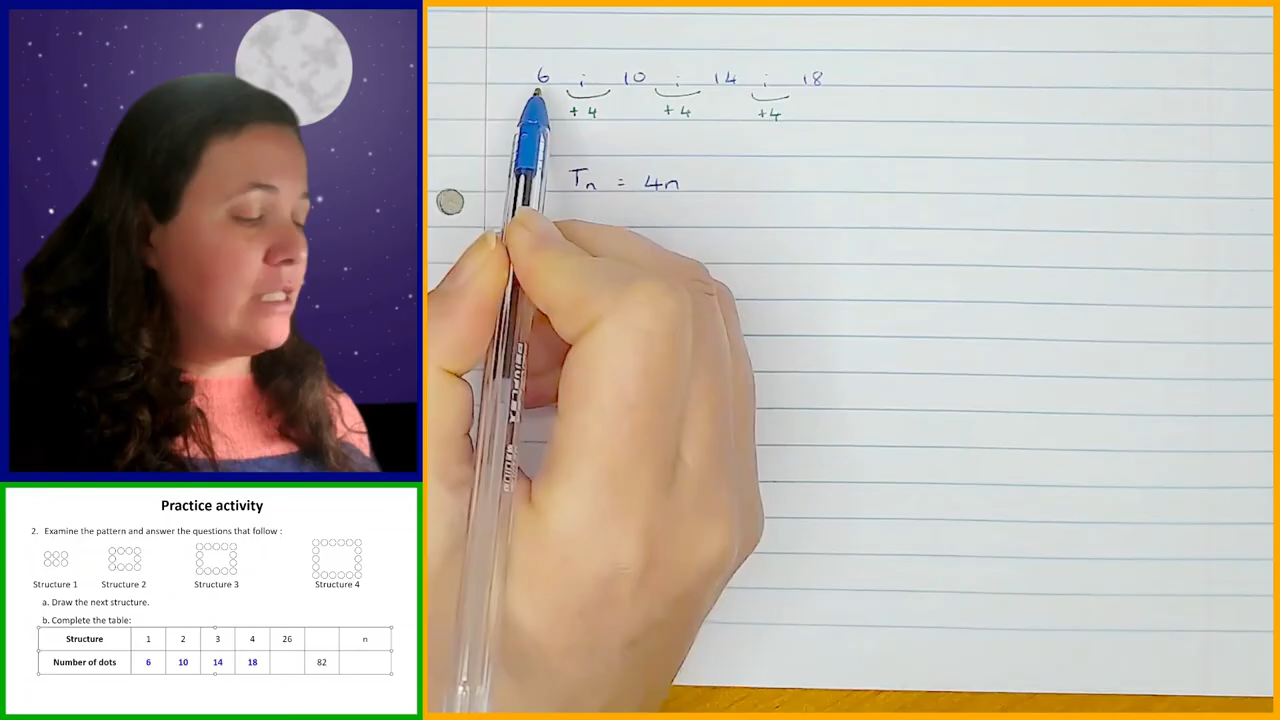 6 ; 10 ; 14 ; 18
+4 +4 +4
Tn = 4n
Practice activity
2. Examine the pattern and answer the questions that follow :
Structure 1 Structure 2 Structure 3 Structure 4
a. Draw the next structure.
b. Complete the table:
Structure 1 2 3 4 26 n
Number of dots 6 10 14 18 82